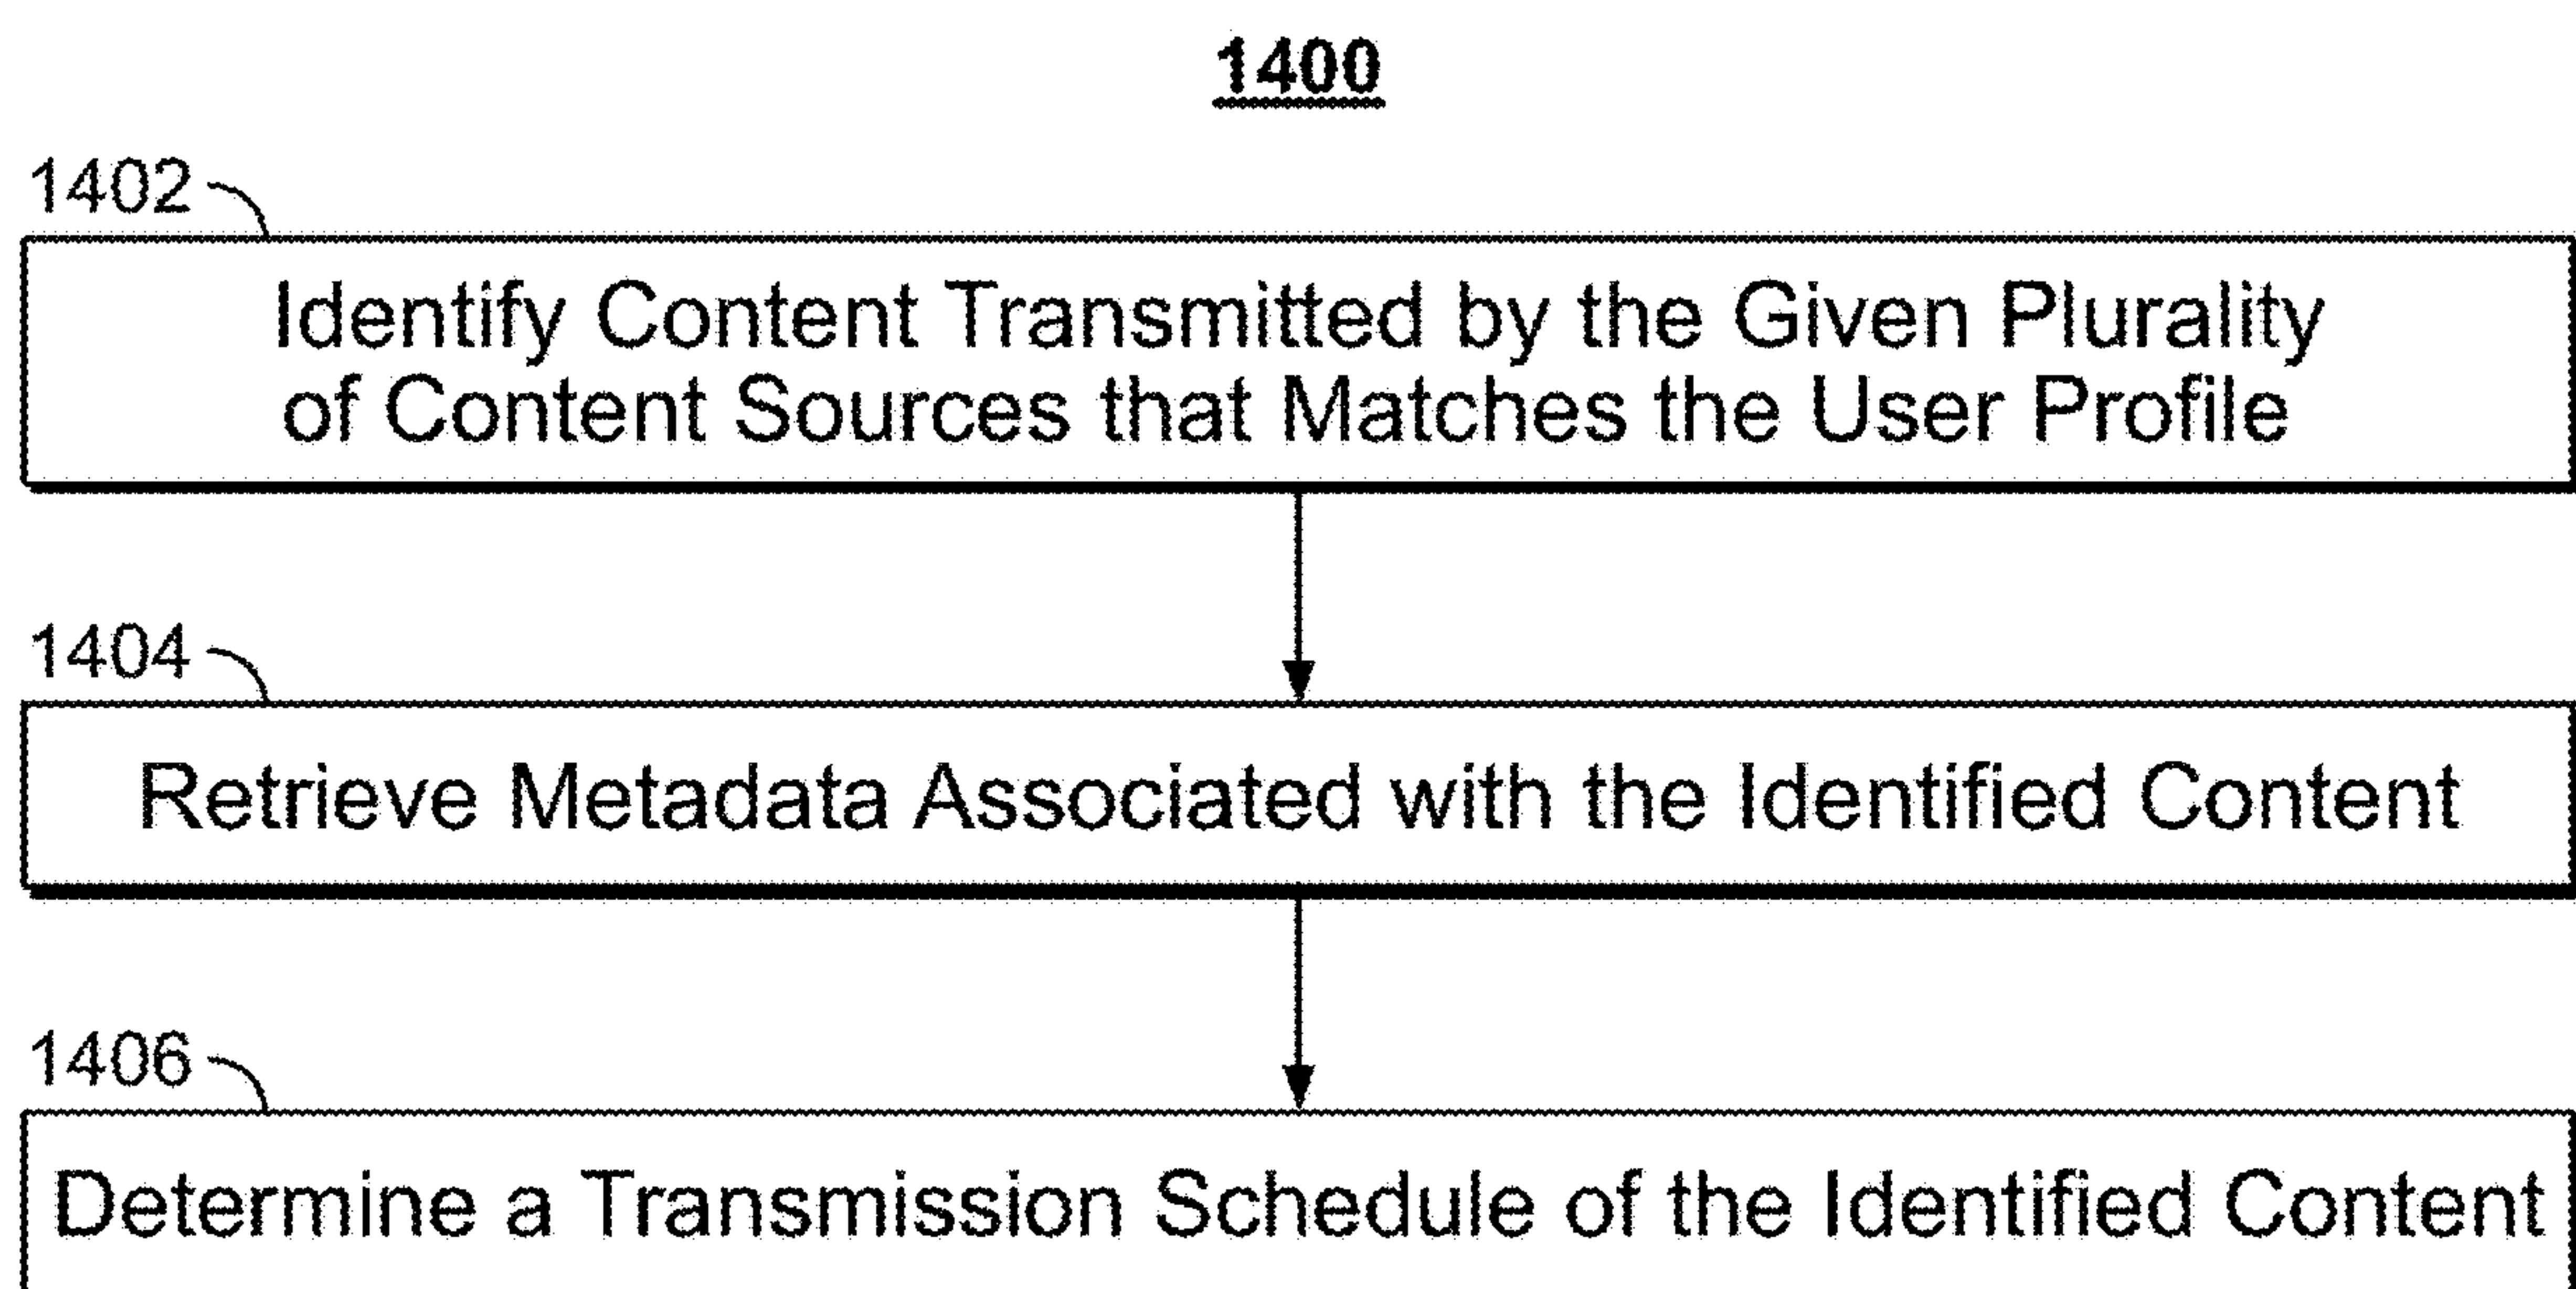 1400
1402
Identify Content Transmitted by the Given Plurality
of Content Sources that Matches the User Profile
1404
Retrieve Metadata Associated with the Identified Content
1406
Determine a Transmission Schedule of the Identified Content